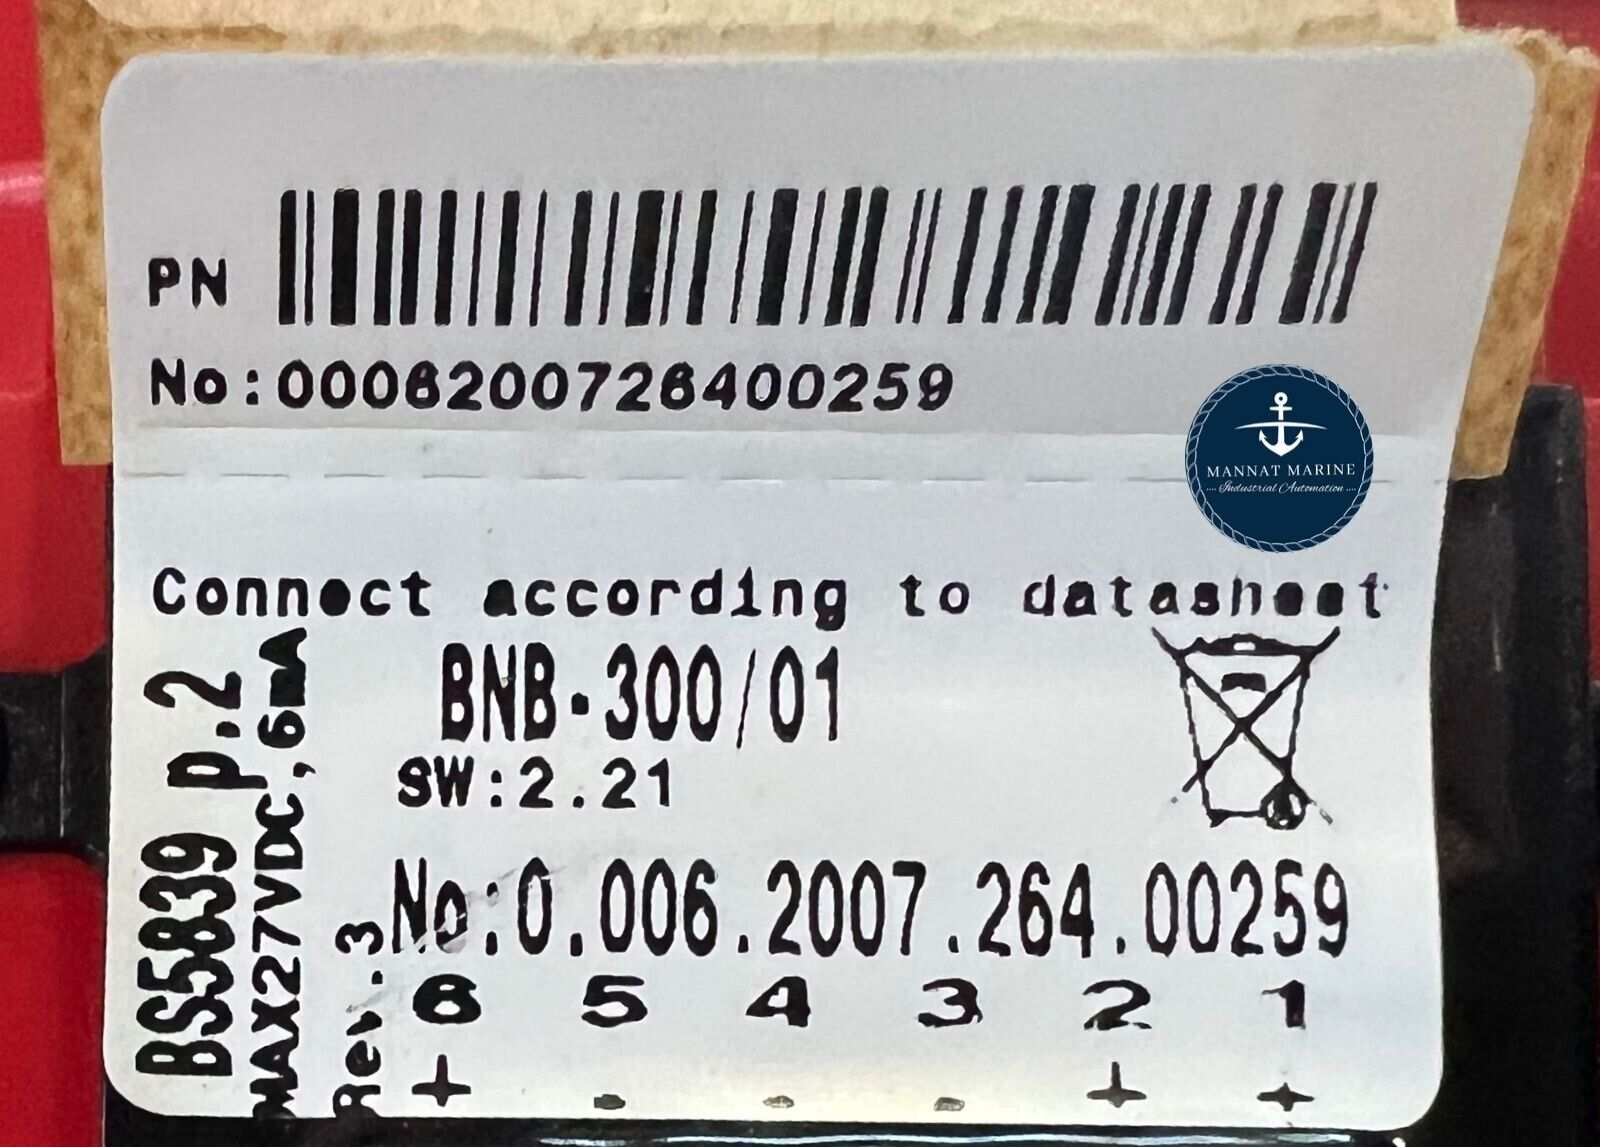 PN
No:0006200726400259
MANNAT MARINE
Industrial Automation
Connect according to datasheet
BNB-300/01
SW:2.21
No:0.006.2007.264.00259
6 5 4 3 2 1
+ - - - + +
BS5839 P.2
MAX27VDC,6mA
Rev.3